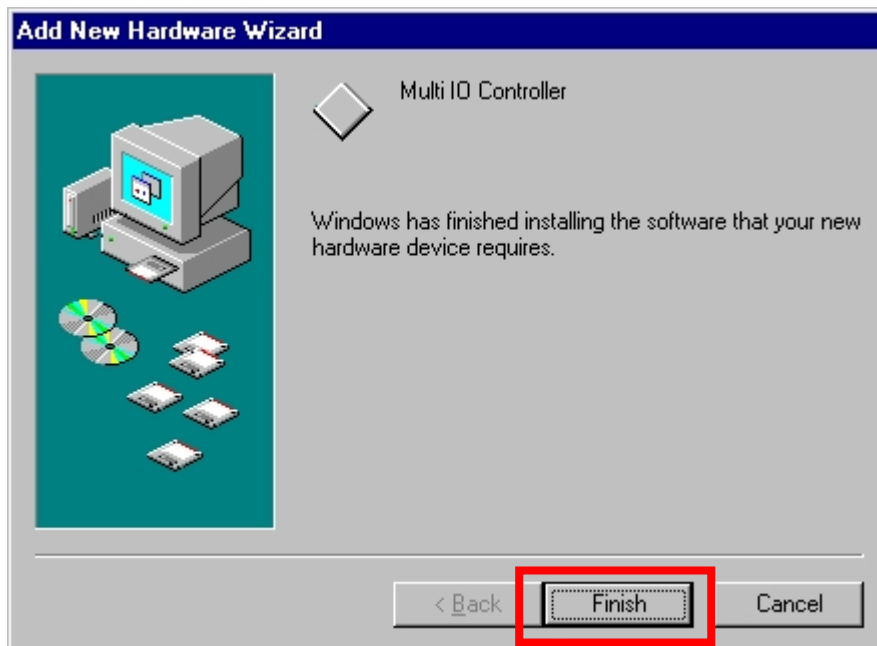 Add New Hardware Wizard
Multi IO Controller
Windows has finished installing the software that your new
hardware device requires.
< Back
Finish
Cancel